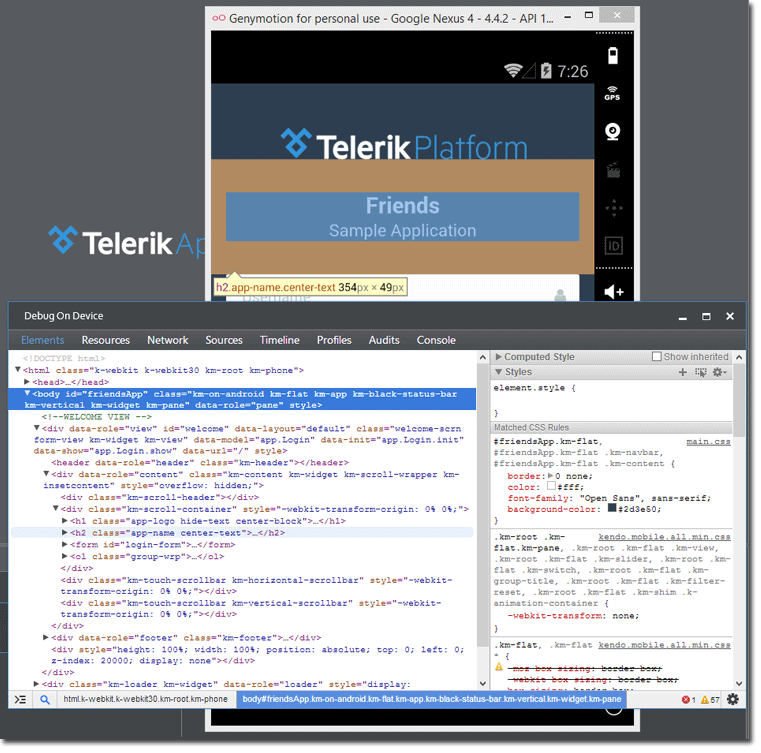 Genymotion for personal use - Google Nexus 4 - 4.4.2 - API 1...
7:26
GPS
Telerik Platform
Friends
Sample Application
ID
Telerik Ap
h2.app-name.center-text 354px × 49px
Username
Debug On Device
Elements Resources Network Sources Timeline Profiles Audits Console
<!DOCTYPE html>
<html class="k-webkit k-webkit30 km-root km-phone">
<head>…</head>
<body id="friendsApp" class="km-on-android km-flat km-app km-black-status-bar
km-vertical km-widget km-pane" data-role="pane" style>
<!--WELCOME VIEW -->
<div data-role="view" id="welcome" data-layout="default" class="welcome-scrn
form-view km-widget km-view" data-model="app.Login" data-init="app.Login.init"
data-show="app.Login.show" data-url="/" style>
<header data-role="header" class="km-header"></header>
<div data-role="content" class="km-content km-widget km-scroll-wrapper km-
insetcontent" style="overflow: hidden;">
<div class="km-scroll-header"></div>
<div class="km-scroll-container" style="-webkit-transform-origin: 0% 0%;">
<h1 class="app-logo hide-text center-block">…</h1>
<h2 class="app-name center-text">…</h2>
<form id="login-form">…</form>
<ol class="group-wrp">…</ol>
</div>
<div class="km-touch-scrollbar km-horizontal-scrollbar" style="-webkit-
transform-origin: 0% 0%;"></div>
<div class="km-touch-scrollbar km-vertical-scrollbar" style="-webkit-
transform-origin: 0% 0%;"></div>
</div>
<div data-role="footer" class="km-footer">…</div>
<div style="height: 100%; width: 100%; position: absolute; top: 0; left: 0;
z-index: 20000; display: none"></div>
</div>
<div class="km-loader km-widget" data-role="loader" style="display:
Computed Style Show inherited
Styles
element.style {
}
Matched CSS Rules
#friendsApp.km-flat, main.css
#friendsApp.km-flat .km-navbar,
#friendsApp.km-flat .km-content {
border: 0 none;
color: #fff;
font-family: "Open Sans", sans-serif;
background-color: #2d3e50;
}
.km-root .km- kendo.mobile.all.min.css
flat.km-pane, .km-root .km-flat .km-view,
.km-root .km-flat .km-slider, .km-root .km-
flat .km-switch, .km-root .km-flat .km-
group-title, .km-root .km-flat .km-filter-
reset, .km-root .km-flat .km-shim .k-
animation-container {
-webkit-transform: none;
}
.km-flat, .km-flat kendo.mobile.all.min.css
* {
-moz-box-sizing: border-box;
-webkit-box-sizing: border-box;
box-sizing: border-box;
html.k-webkit.k-webkit30.km-root.km-phone body#friendsApp.km-on-android.km-flat.km-app.km-black-status-bar.km-vertical.km-widget.km-pane 1 57